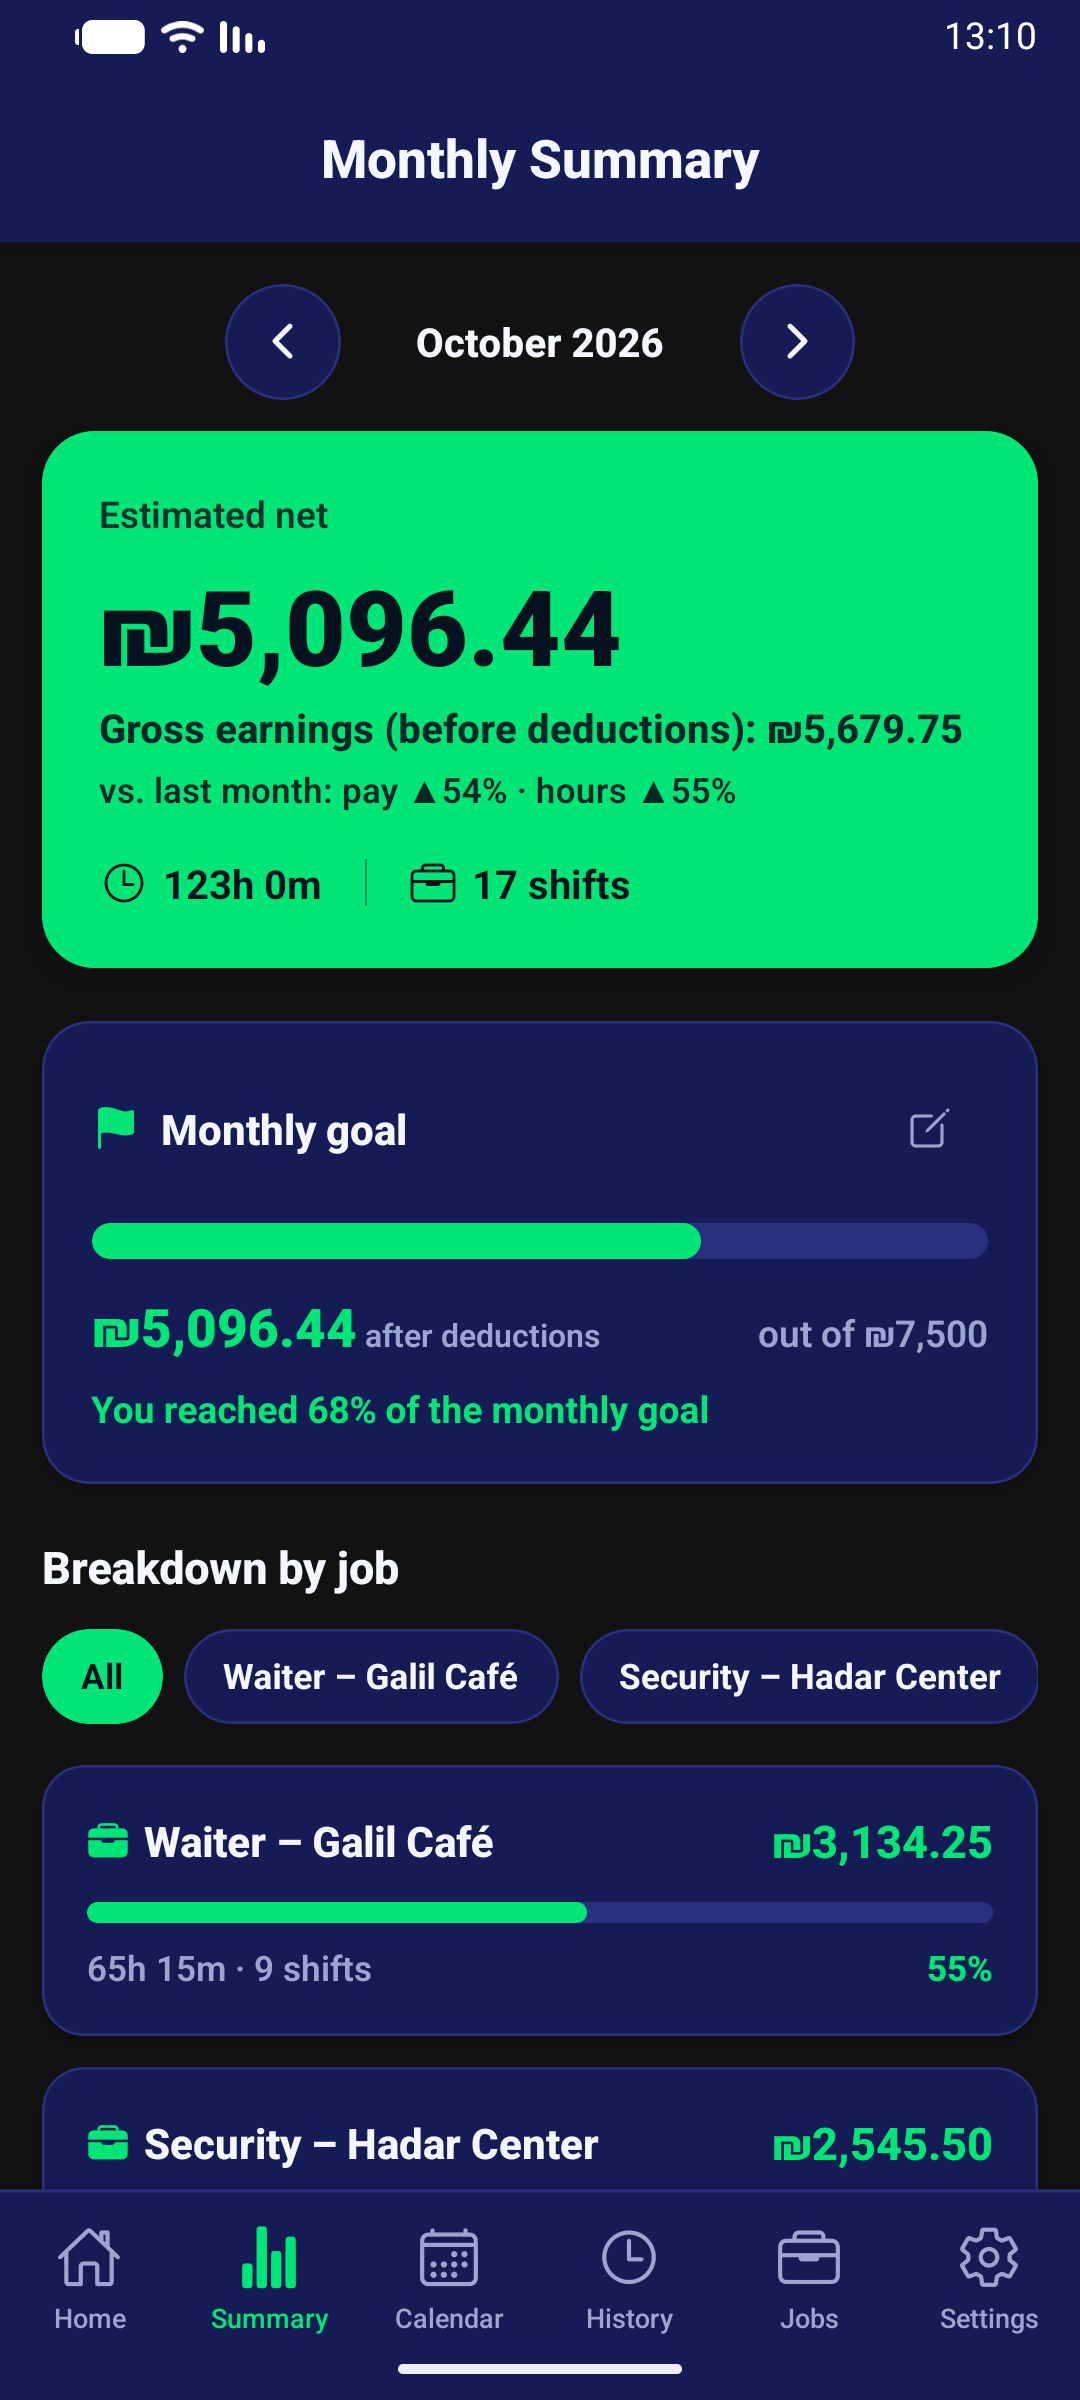 13:10
Monthly Summary
October 2026
Estimated net
₪5,096.44
Gross earnings (before deductions): ₪5,679.75
vs. last month: pay ▲54% · hours ▲55%
123h 0m
17 shifts
Monthly goal
₪5,096.44 after deductions
out of ₪7,500
You reached 68% of the monthly goal
Breakdown by job
All
Waiter – Galil Café
Security – Hadar Center
Waiter – Galil Café
₪3,134.25
65h 15m · 9 shifts
55%
Security – Hadar Center
₪2,545.50
Home
Summary
Calendar
History
Jobs
Settings